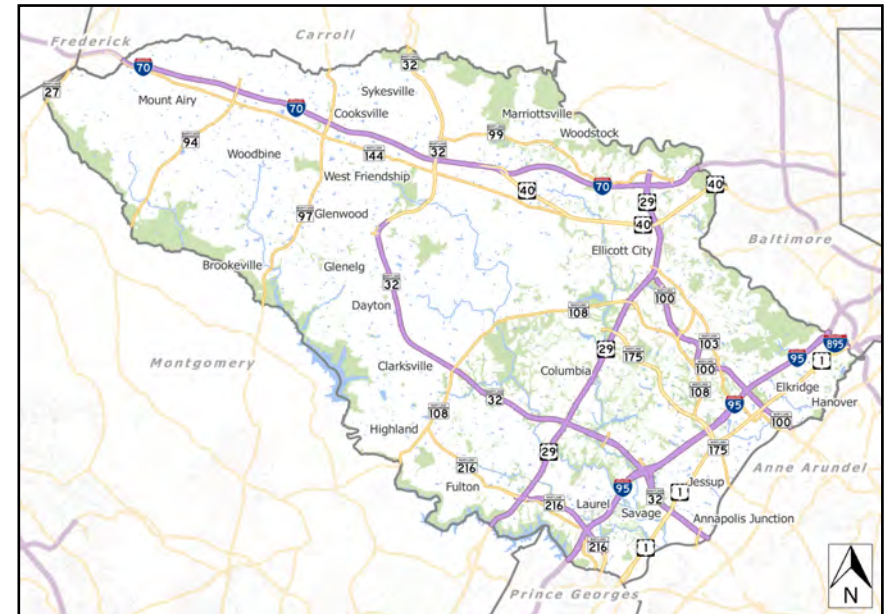 Frederick
Carroll
32
70
27
Sykesville
Mount Airy
70
Marriottsville
Cooksville
99
Woodstock
94
32
Woodbine
144
West Friendship
70
40
29
40
97
Glenwood
40
Ellicott City
Baltimore
Brookeville
Glenelg
32
100
Dayton
108
895
29
103
95
1
Montgomery
175
100
Clarksville
Columbia
Elkridge
108
32
95
Hanover
108
100
Highland
29
175
216
Anne Arundel
Fulton
95
Jessup
1
216
Laurel
32
Savage
Annapolis Junction
216
1
Prince Georges
N